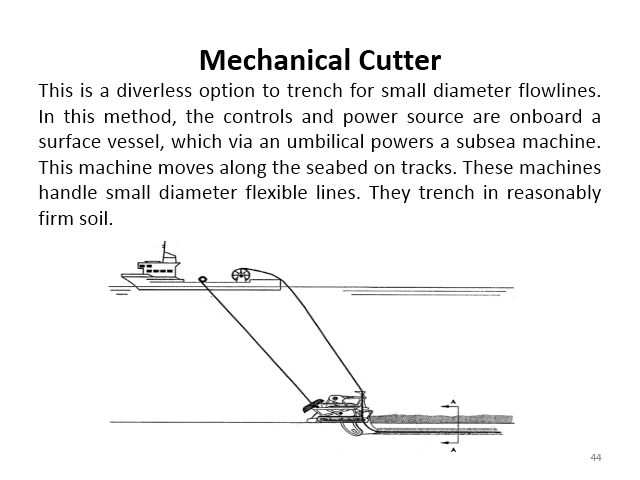 Mechanical Cutter
This is a diverless option to trench for small diameter flowlines.
In this method, the controls and power source are onboard a
surface vessel, which via an umbilical powers a subsea machine.
This machine moves along the seabed on tracks. These machines
handle small diameter flexible lines. They trench in reasonably
firm soil.
A
A
44